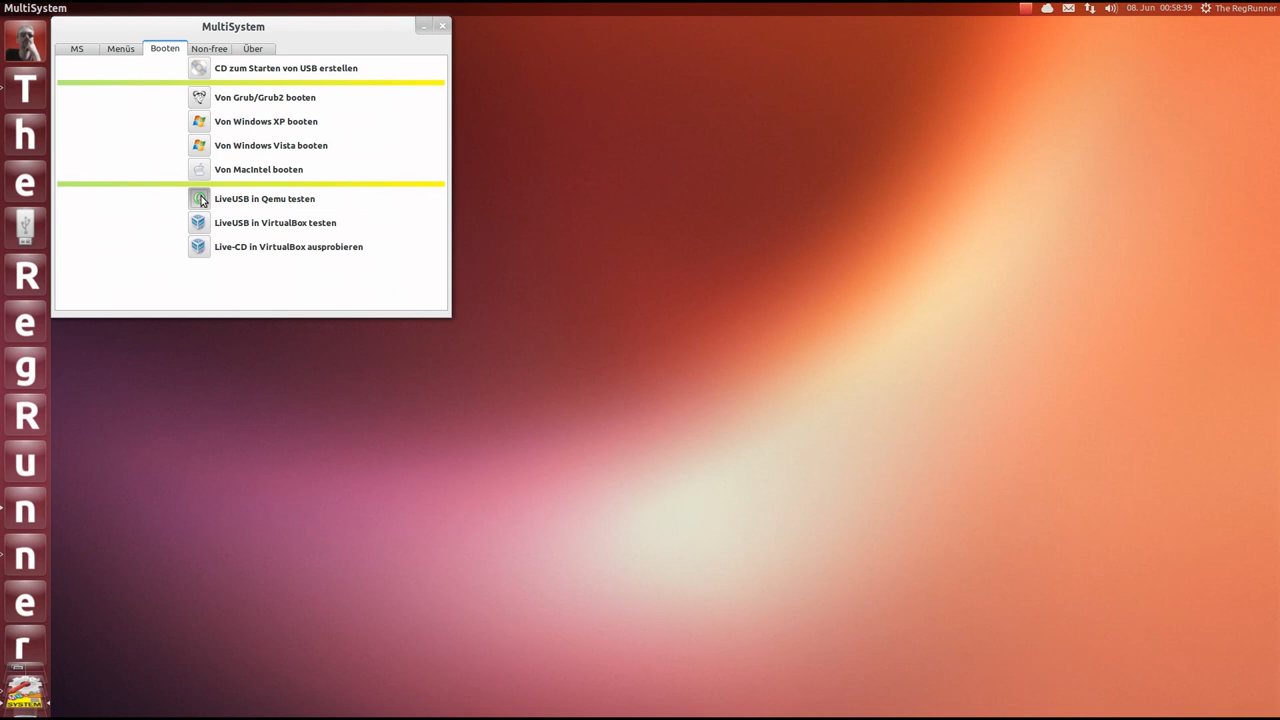 MultiSystem
08. Jun 00:58:39 The RegRunner
MultiSystem
MS Menüs Booten Non-free Über
CD zum Starten von USB erstellen
Von Grub/Grub2 booten
Von Windows XP booten
Von Windows Vista booten
Von MacIntel booten
LiveUSB in Qemu testen
LiveUSB in VirtualBox testen
Live-CD in VirtualBox ausprobieren
T
h
e
R
e
g
R
u
n
n
e
r
SYSTEM